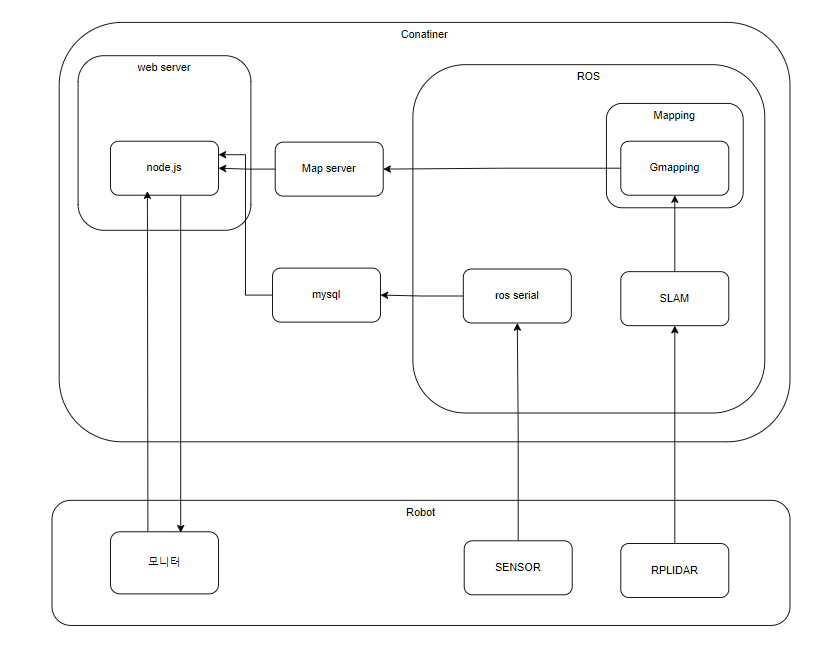 Conatiner
web server
ROS
Mapping
node.js
Map server
Gmapping
mysql
ros serial
SLAM
Robot
모니터
SENSOR
RPLIDAR